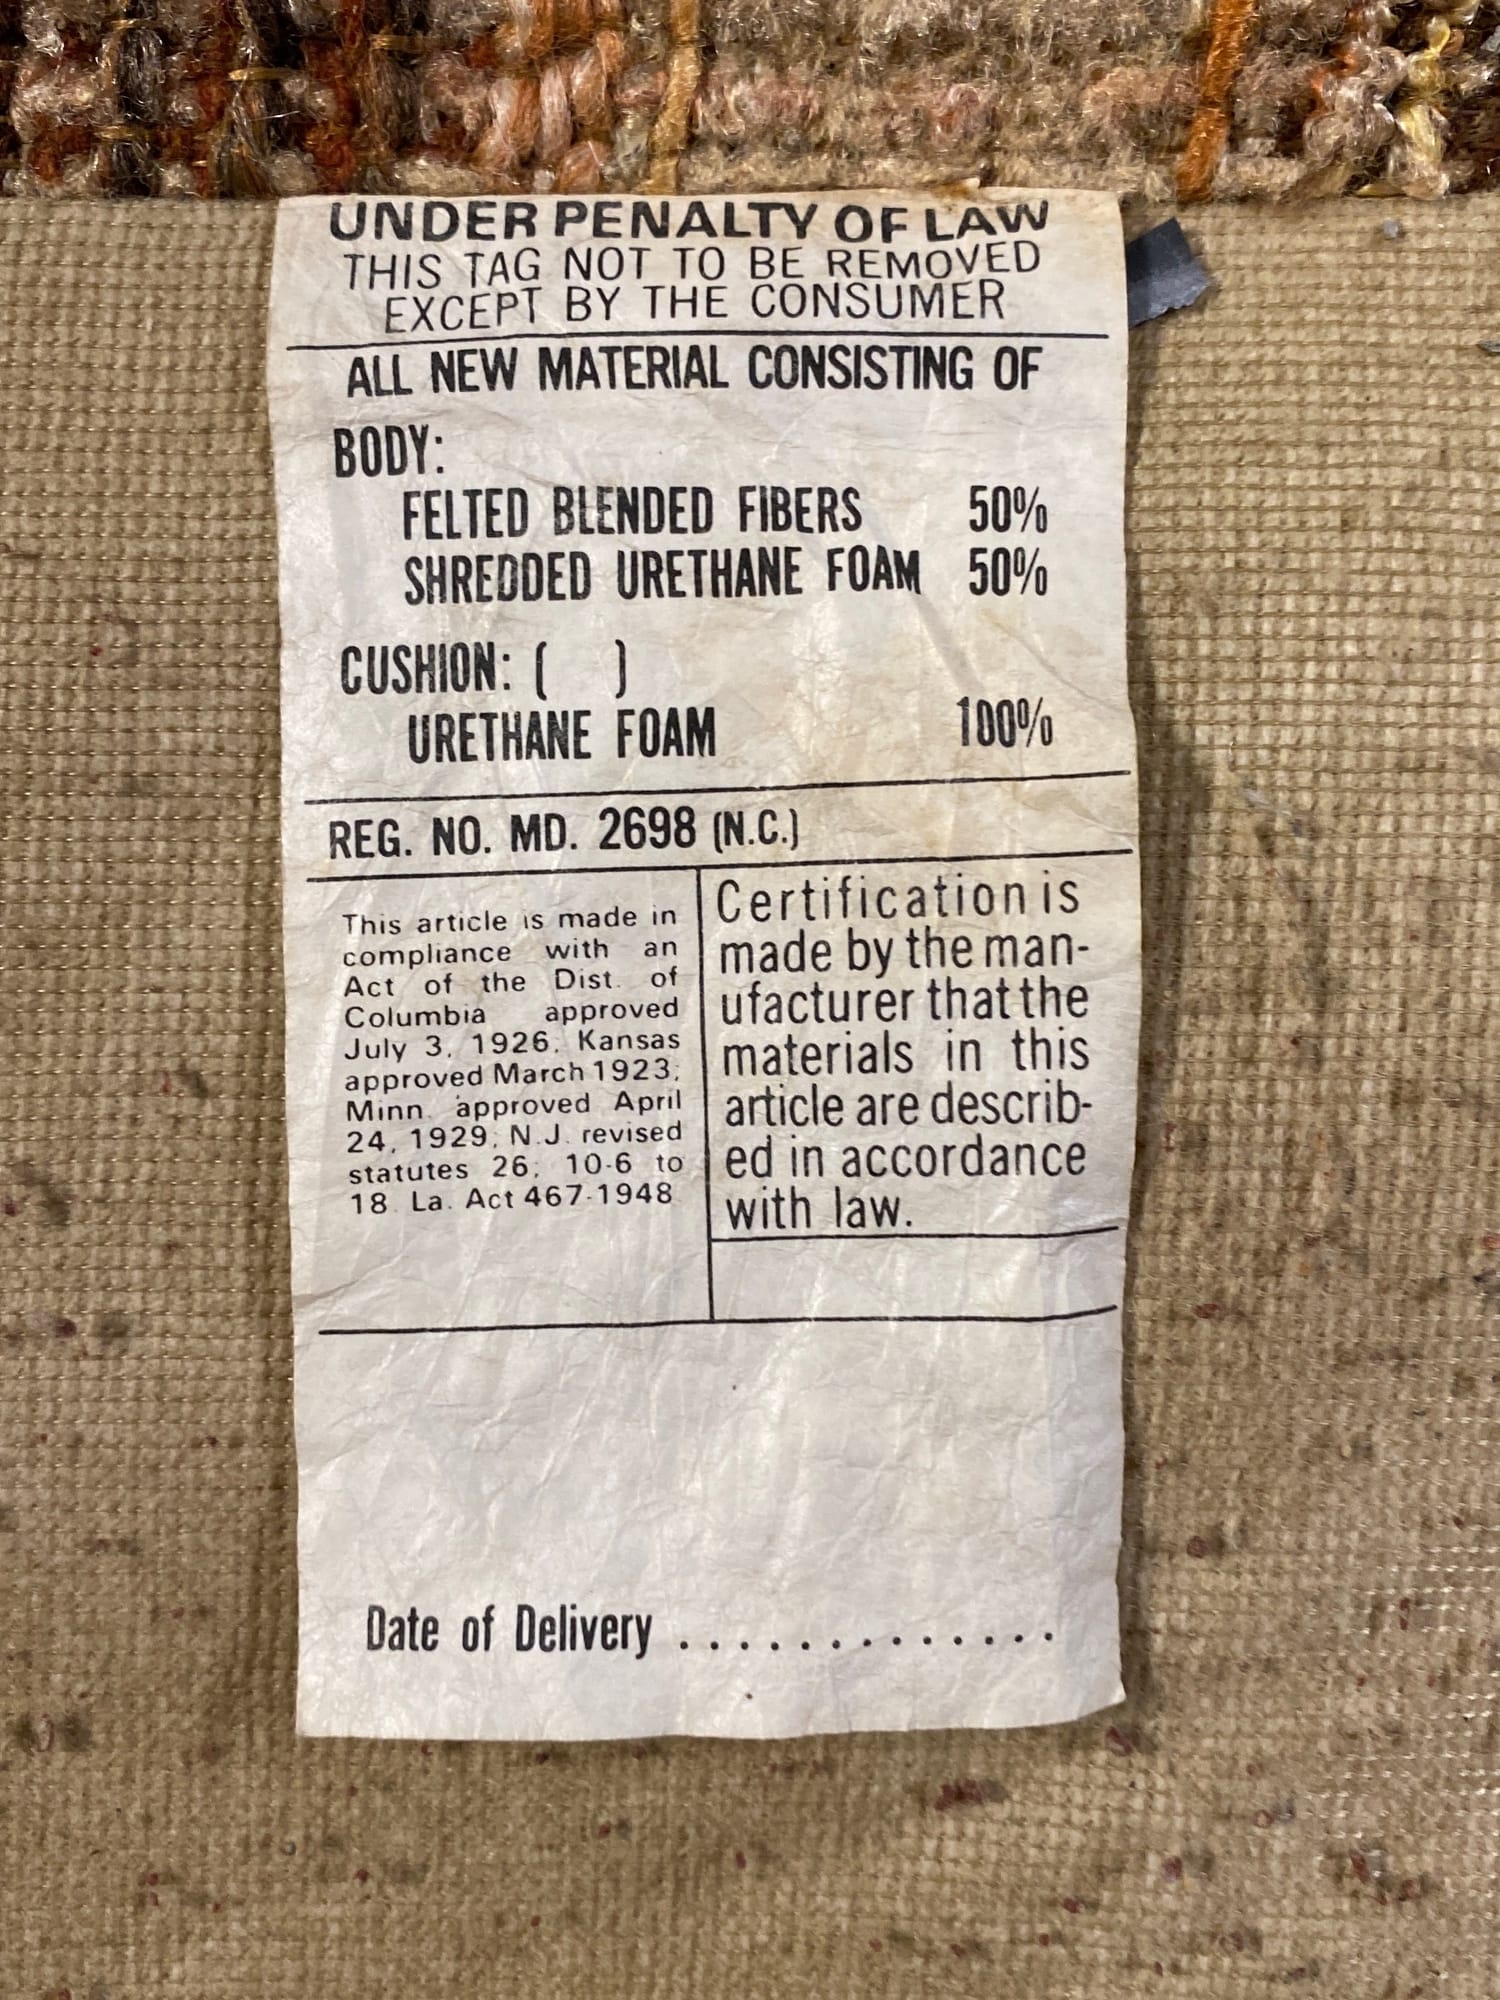 UNDER PENALTY OF LAW
THIS TAG NOT TO BE REMOVED
EXCEPT BY THE CONSUMER
ALL NEW MATERIAL CONSISTING OF
BODY:
FELTED BLENDED FIBERS 50%
SHREDDED URETHANE FOAM 50%
CUSHION: ( )
URETHANE FOAM 100%
REG. NO. MD. 2698 (N.C.)
This article is made in
compliance with an
Act of the Dist. of
Columbia approved
July 3, 1926; Kansas
approved March 1923;
Minn. approved April
24, 1929; N.J. revised
statutes 26; 10-6 to
18. La. Act 467-1948
Certification is
made by the man-
ufacturer that the
materials in this
article are describ-
ed in accordance
with law.
Date of Delivery .............